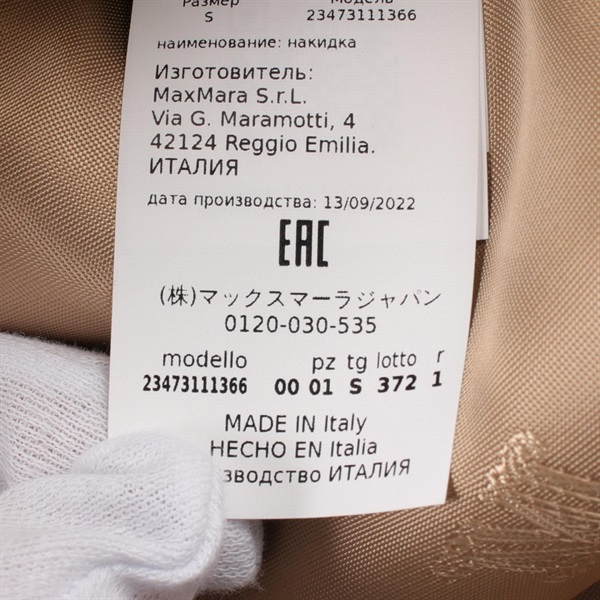 Размер Модель
S 23473111366
наименование: накидка
Изготовитель:
MaxMara S.r.L.
Via G. Maramotti, 4
42124 Reggio Emilia.
ИТАЛИЯ
дата производства: 13/09/2022
EAC
(株)マックスマーラジャパン
0120-030-535
modello pz tg lotto r
23473111366 00 01 S 372 1
MADE IN Italy
HECHO EN Italia
зводство ИТАЛИЯ